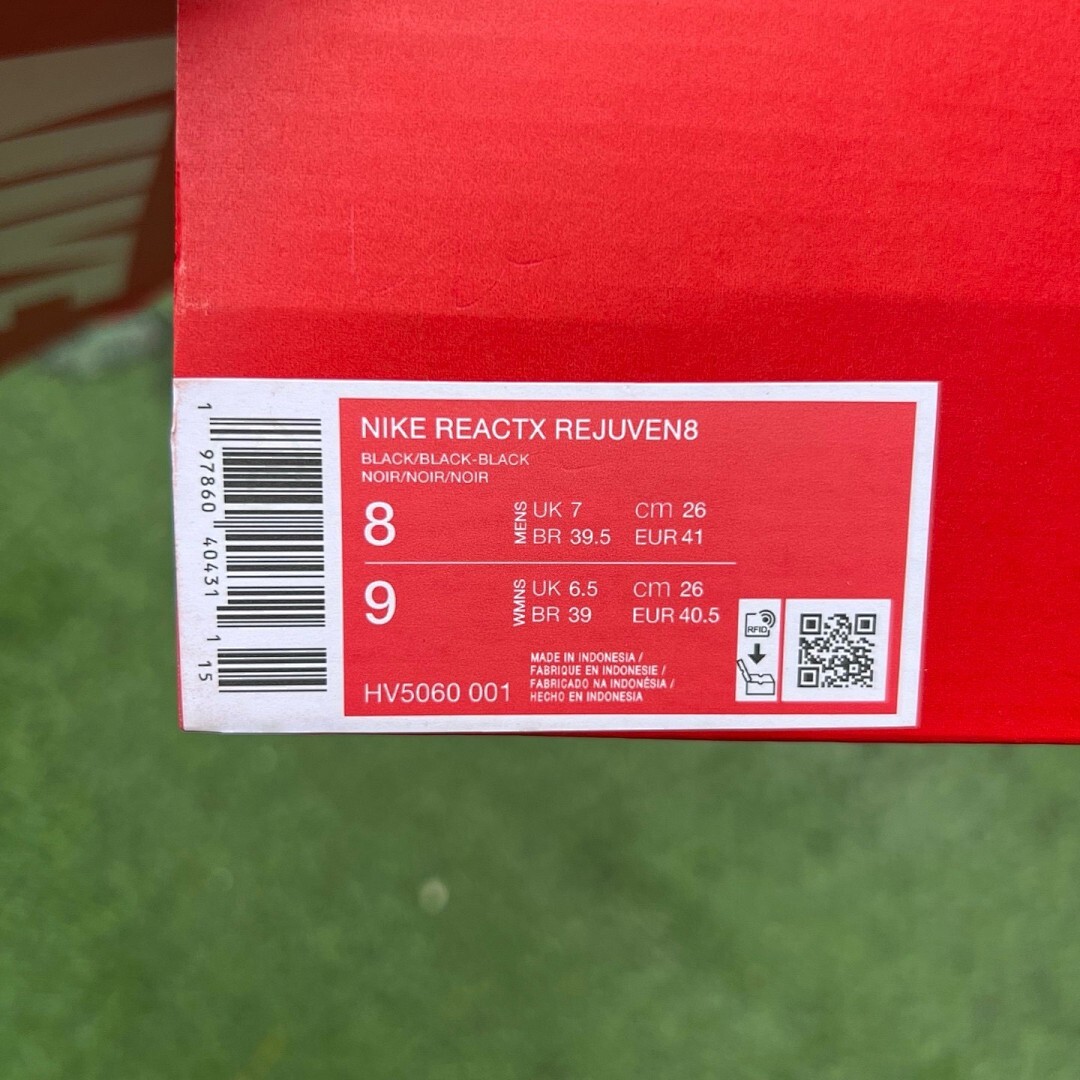 NIKE REACTX REJUVEN8
BLACK/BLACK-BLACK
NOIR/NOIR/NOIR
8
MENS
UK 7 cm 26
BR 39.5 EUR 41
9
WMNS
UK 6.5 cm 26
BR 39 EUR 40.5
HV5060 001
MADE IN INDONESIA /
FABRIQUE EN INDONESIE /
FABRICADO NA INDONÉSIA /
HECHO EN INDONESIA
RFID
1 97860 40431 1 15